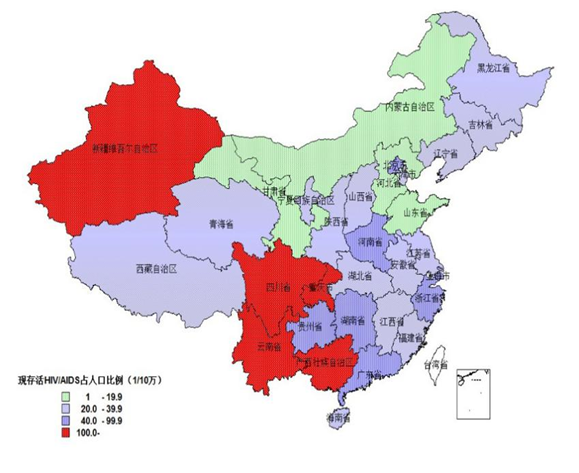 黑龙江省
内蒙古自治区
吉林省
新疆维吾尔自治区
辽宁省
北京市
河北省
甘肃省
宁夏回族自治区
山西省
山东省
青海省
陕西省
河南省
江苏省
安徽省
西藏自治区
湖北省
四川省
重庆市
浙江省
贵州省
湖南省
江西省
云南省
福建省
广西壮族自治区
台湾省
广东省
海南省
现存活HIV/AIDS占人口比例（1/10万）
1 - 19.9
20.0 - 39.9
40.0 - 99.9
100.0-